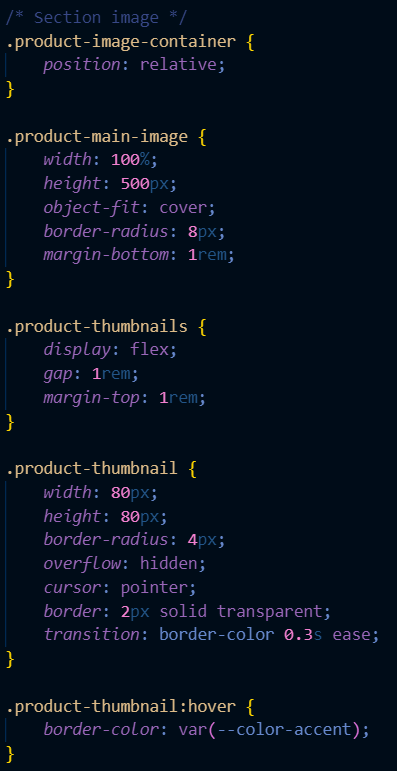 /* Section image */
.product-image-container {
    position: relative;
}

.product-main-image {
    width: 100%;
    height: 500px;
    object-fit: cover;
    border-radius: 8px;
    margin-bottom: 1rem;
}

.product-thumbnails {
    display: flex;
    gap: 1rem;
    margin-top: 1rem;
}

.product-thumbnail {
    width: 80px;
    height: 80px;
    border-radius: 4px;
    overflow: hidden;
    cursor: pointer;
    border: 2px solid transparent;
    transition: border-color 0.3s ease;
}

.product-thumbnail:hover {
    border-color: var(--color-accent);
}